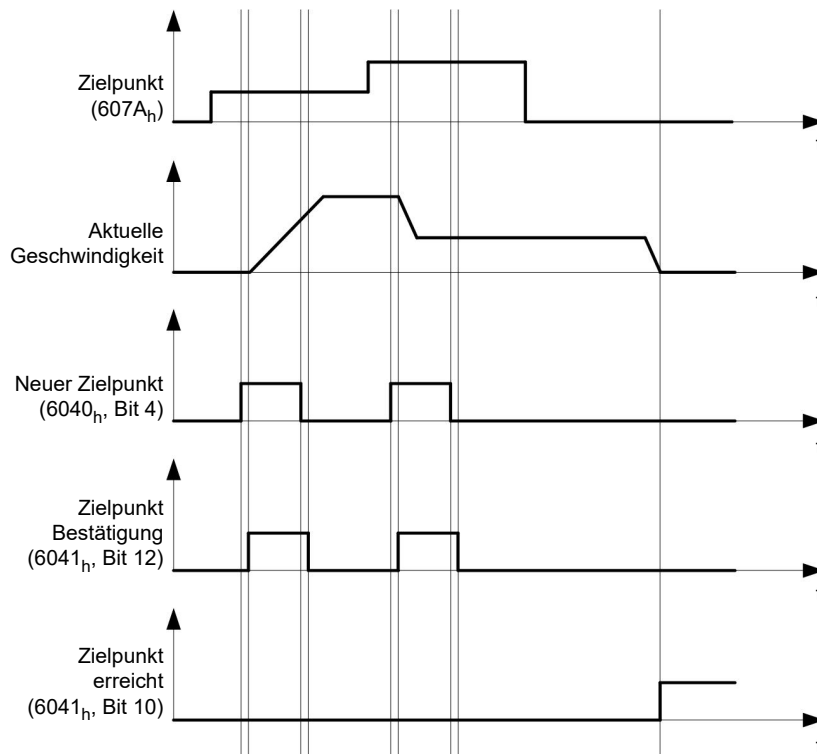 Zielpunkt
(607Ah)
Aktuelle
Geschwindigkeit
Neuer Zielpunkt
(6040h, Bit 4)
Zielpunkt
Bestätigung
(6041h, Bit 12)
Zielpunkt
erreicht
(6041h, Bit 10)